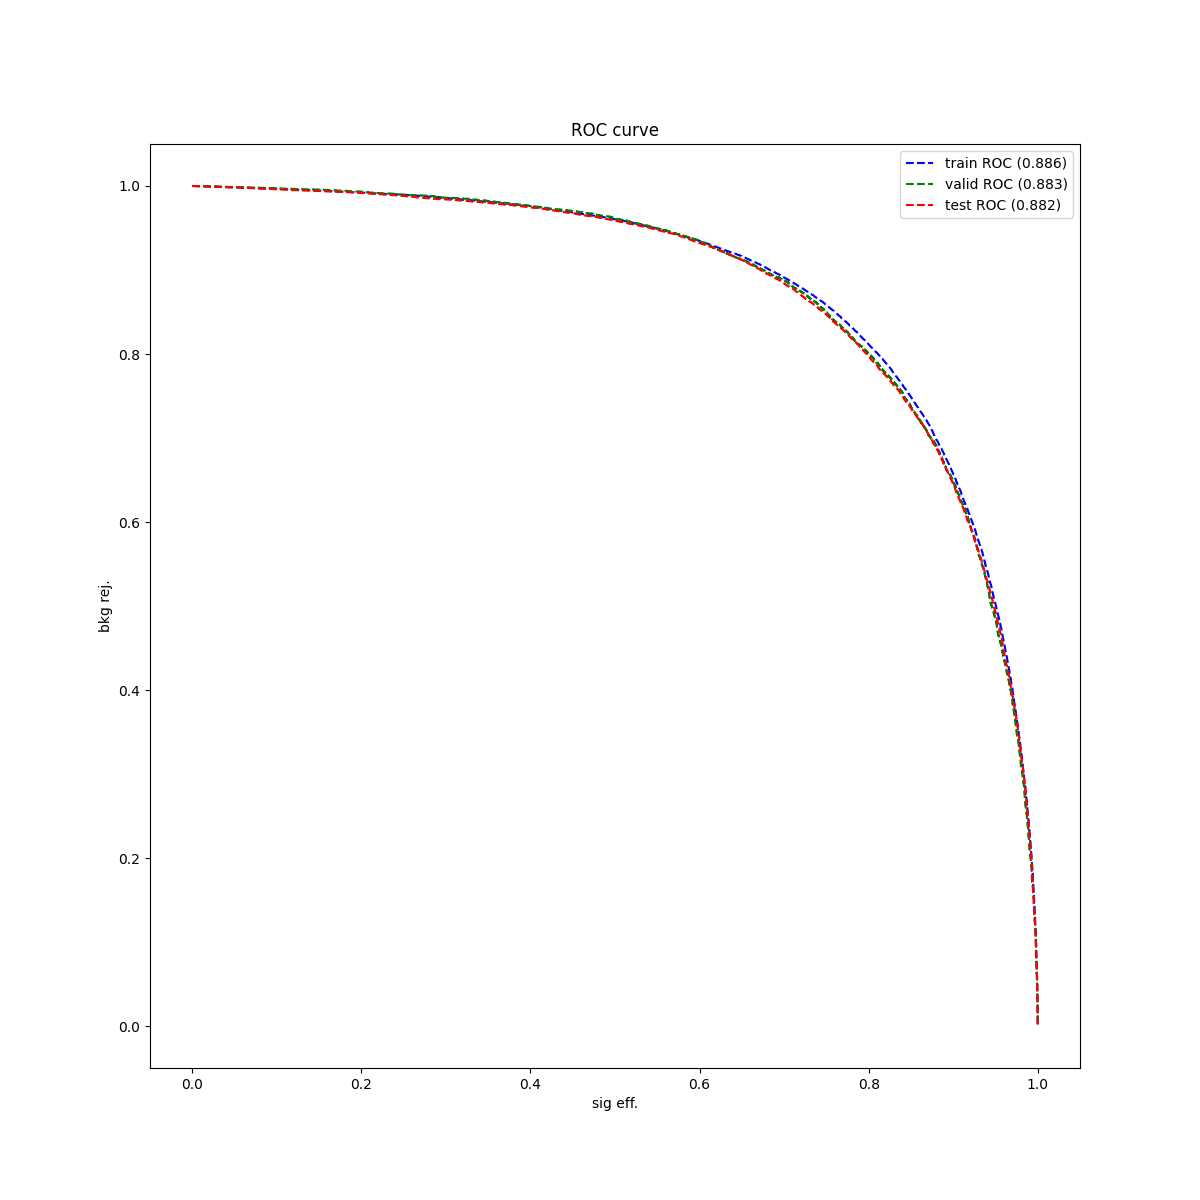 ROC curve
train ROC (0.886)
valid ROC (0.883)
test ROC (0.882)
1.0
0.8
0.6
0.4
0.2
0.0
bkg rej.
0.0 0.2 0.4 0.6 0.8 1.0
sig eff.